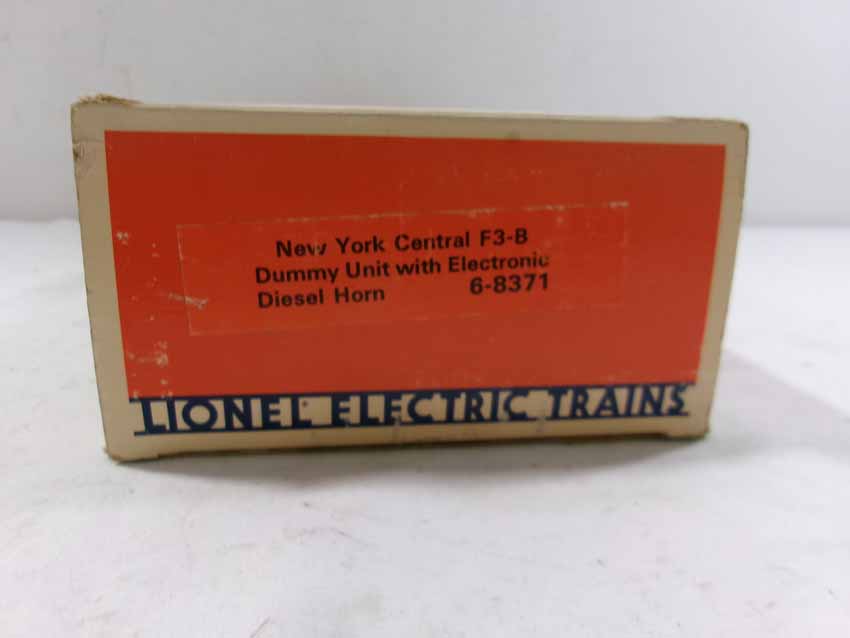 New York Central F3-B
Dummy Unit with Electronic
Diesel Horn 6-8371
LIONEL ELECTRIC TRAINS